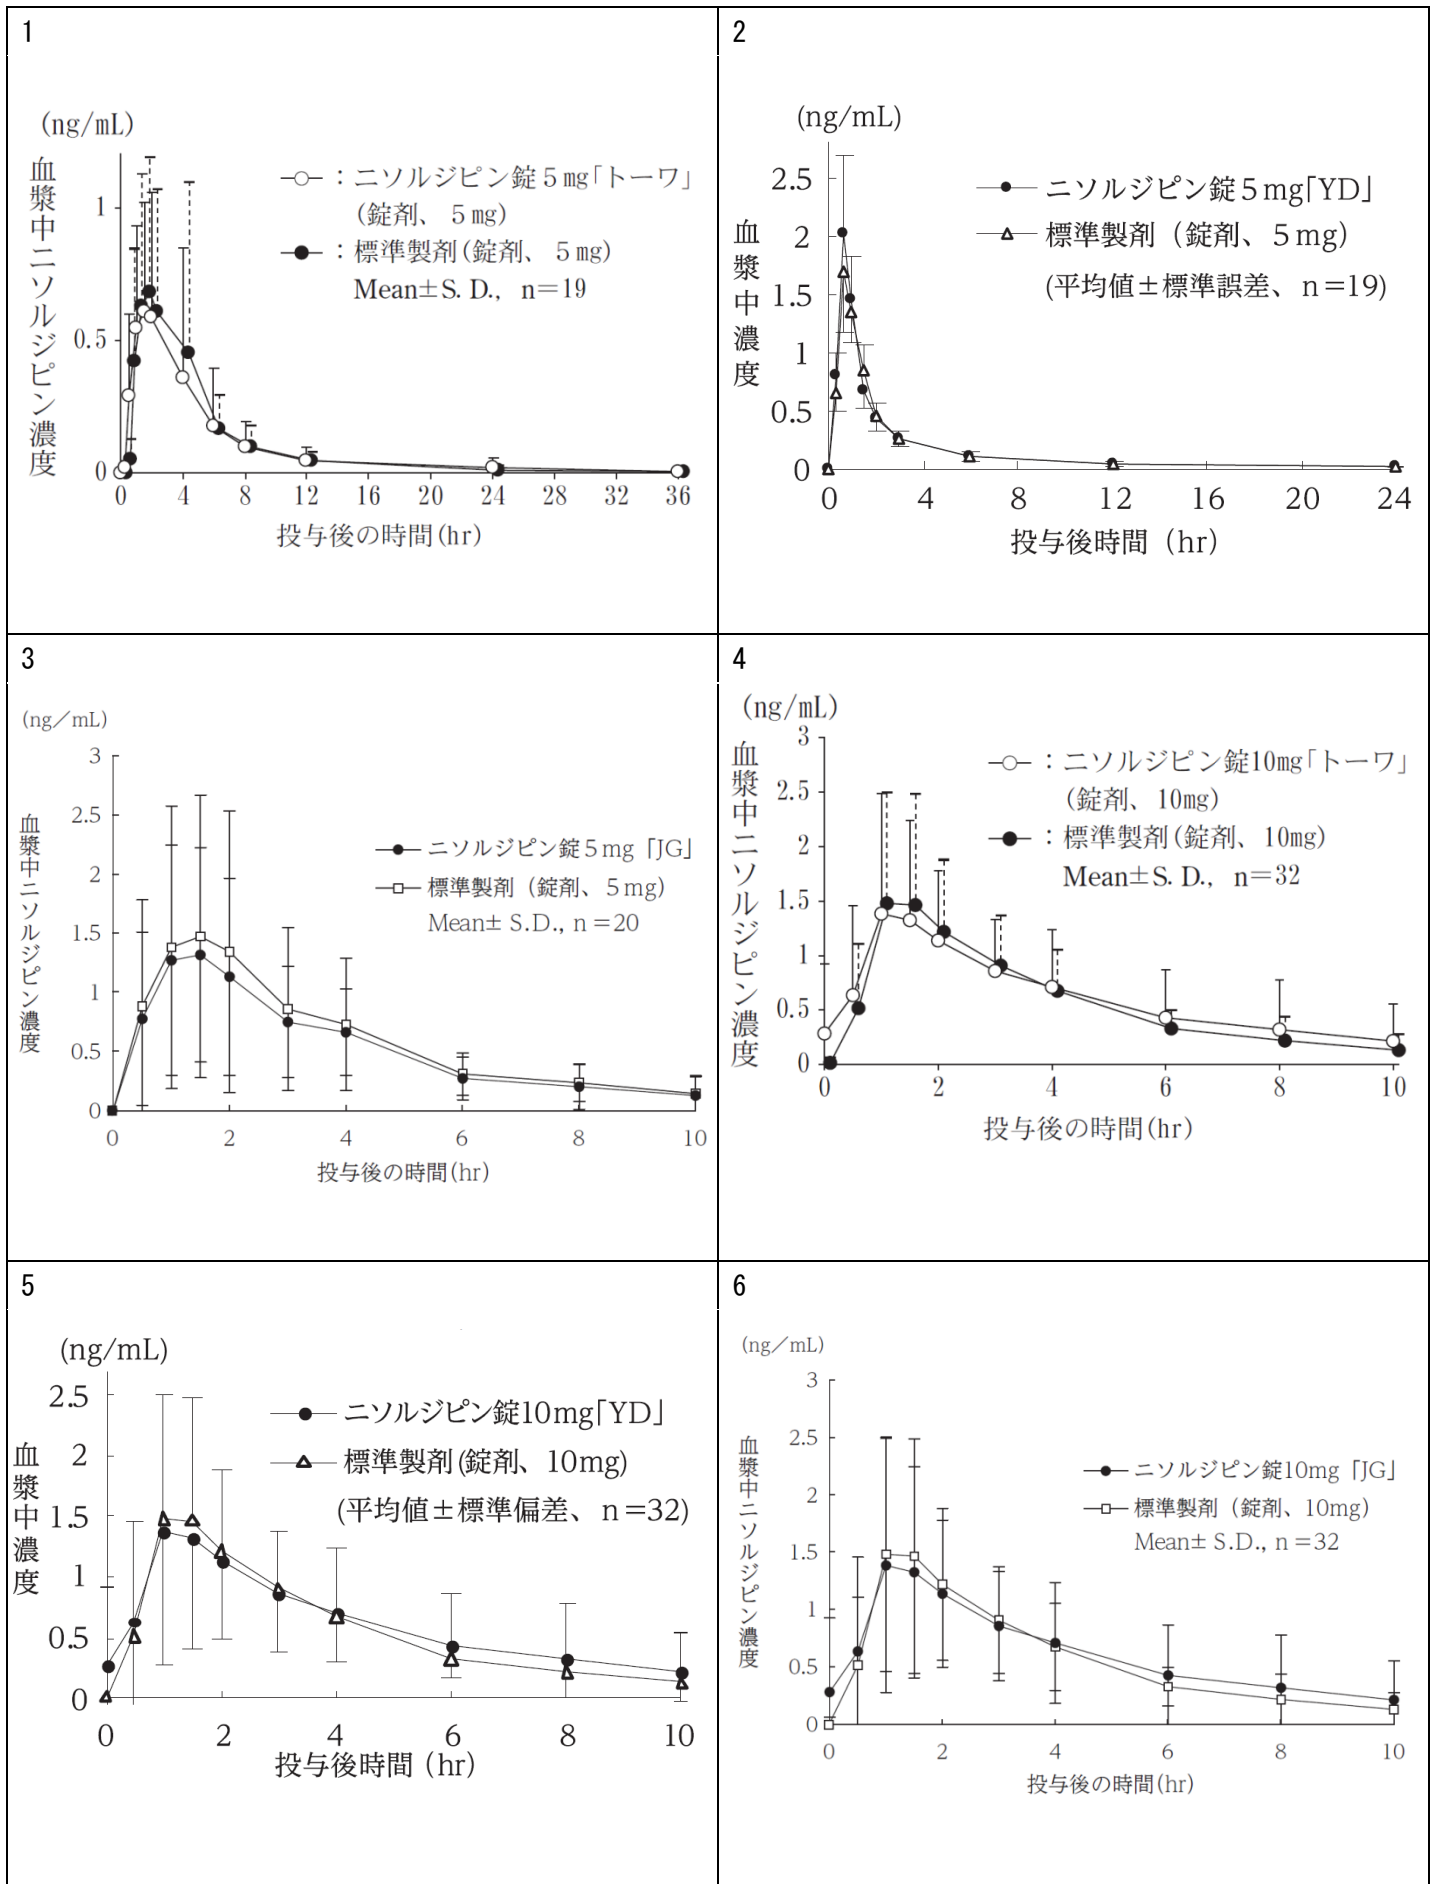 1
(ng/mL)
血漿中ニソルジピン濃度
1
0.5
0
0 4 8 12 16 20 24 28 32 36
投与後の時間(hr)
：ニソルジピン錠5mg「トーワ」
(錠剤、5mg)
：標準製剤(錠剤、5mg)
Mean±S. D., n=19
2
(ng/mL)
血漿中濃度
2.5
2
1.5
1
0.5
0
0 4 8 12 16 20 24
投与後時間（hr）
ニソルジピン錠5mg「YD」
標準製剤（錠剤、5mg）
(平均値±標準誤差、n=19)
3
(ng／mL)
血漿中ニソルジピン濃度
3
2.5
2
1.5
1
0.5
0
0 2 4 6 8 10
投与後の時間(hr)
ニソルジピン錠5mg「JG」
標準製剤（錠剤、5mg）
Mean± S.D., n=20
4
(ng/mL)
血漿中ニソルジピン濃度
3
2.5
2
1.5
1
0.5
0
0 2 4 6 8 10
投与後の時間(hr)
：ニソルジピン錠10mg「トーワ」
(錠剤、10mg)
：標準製剤(錠剤、10mg)
Mean±S. D., n=32
5
(ng/mL)
血漿中濃度
2.5
2
1.5
1
0.5
0
0 2 4 6 8 10
投与後時間（hr）
ニソルジピン錠10mg「YD」
標準製剤(錠剤、10mg)
(平均値±標準偏差、n=32)
6
(ng／mL)
血漿中ニソルジピン濃度
3
2.5
2
1.5
1
0.5
0
0 2 4 6 8 10
投与後の時間(hr)
ニソルジピン錠10mg「JG」
標準製剤（錠剤、10mg）
Mean± S.D., n=32